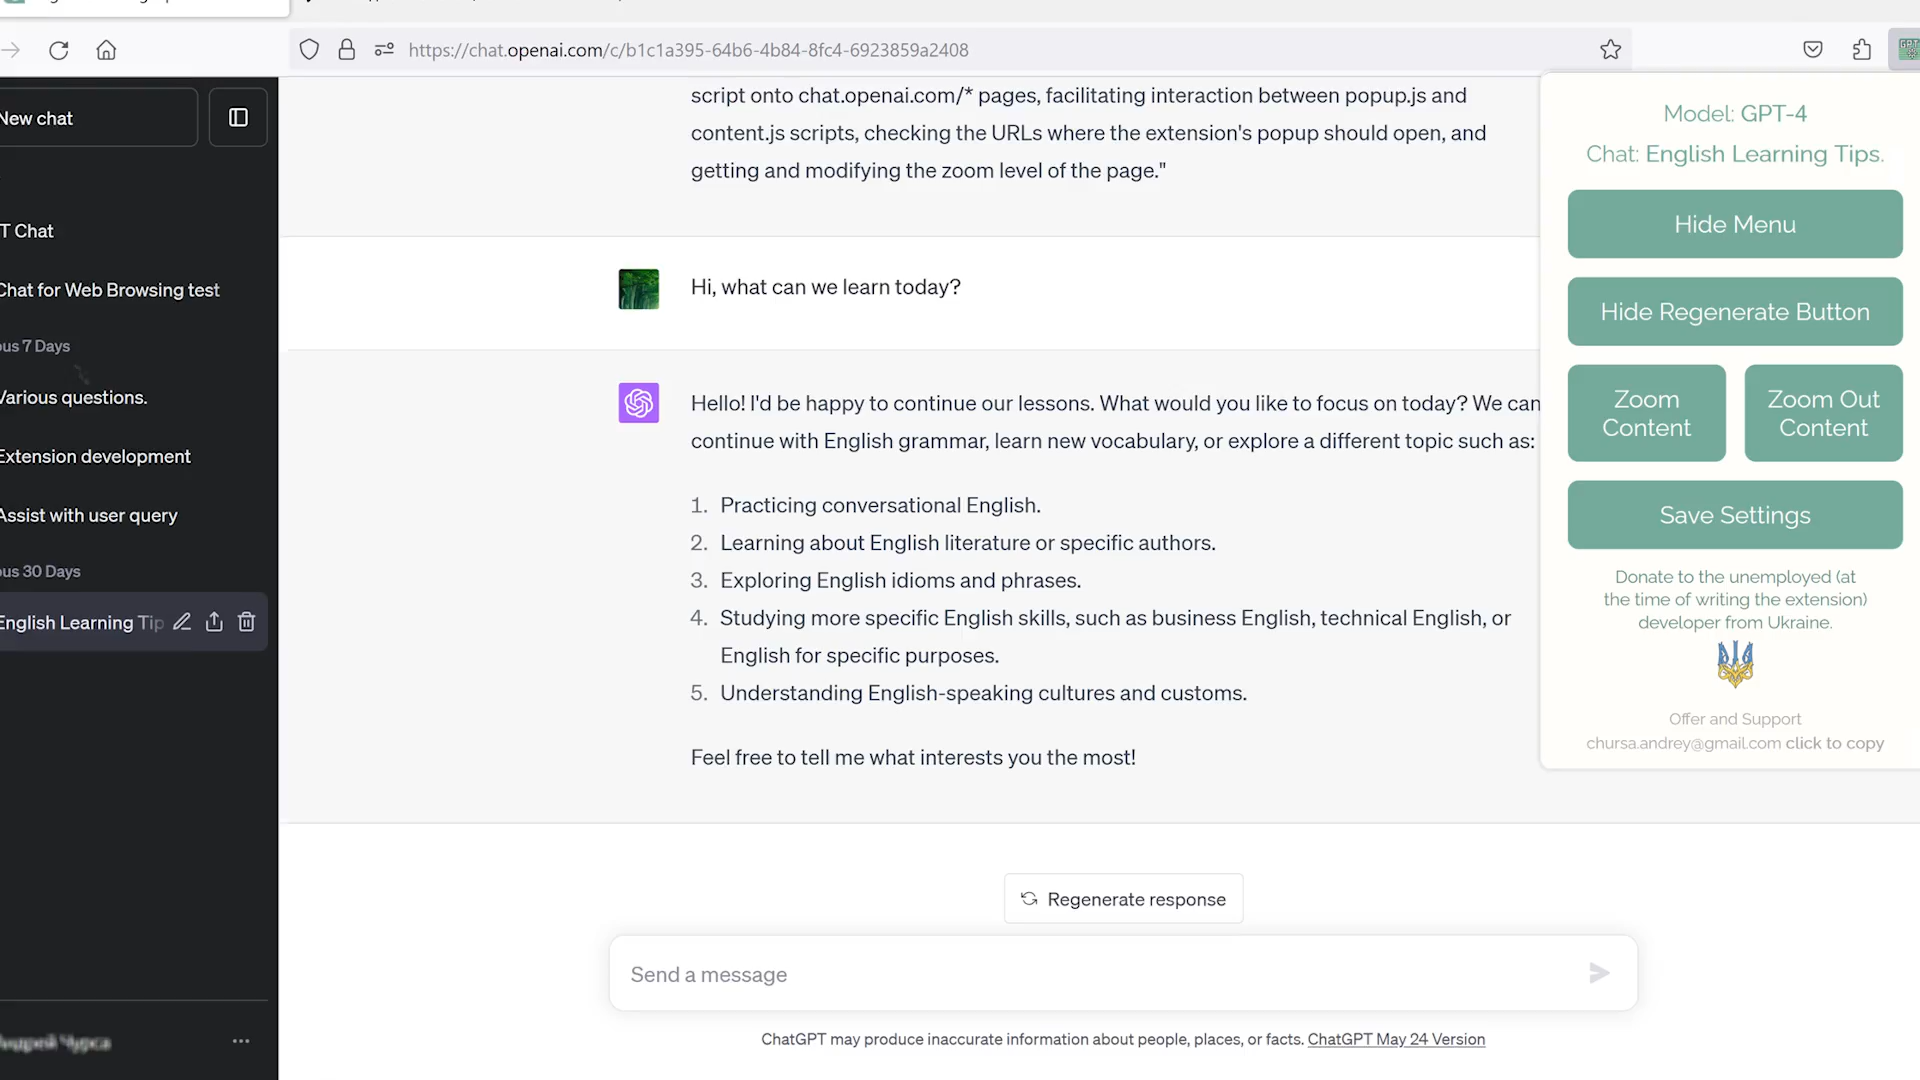 https://chat.openai.com/c/b1c1a395-64b6-4b84-8fc4-6923859a2408
GPT
New chat
T Chat
Chat for Web Browsing test
ous 7 Days
Various questions.
Extension development
Assist with user query
ous 30 Days
English Learning Tip
script onto chat.openai.com/* pages, facilitating interaction between popup.js and
content.js scripts, checking the URLs where the extension's popup should open, and
getting and modifying the zoom level of the page."
Hi, what can we learn today?
Hello! I'd be happy to continue our lessons. What would you like to focus on today? We can
continue with English grammar, learn new vocabulary, or explore a different topic such as:
1. Practicing conversational English.
2. Learning about English literature or specific authors.
3. Exploring English idioms and phrases.
4. Studying more specific English skills, such as business English, technical English, or
English for specific purposes.
5. Understanding English-speaking cultures and customs.
Feel free to tell me what interests you the most!
Regenerate response
Send a message
ChatGPT may produce inaccurate information about people, places, or facts. ChatGPT May 24 Version
Model: GPT-4
Chat: English Learning Tips.
Hide Menu
Hide Regenerate Button
Zoom
Content
Zoom Out
Content
Save Settings
Donate to the unemployed (at
the time of writing the extension)
developer from Ukraine.
Offer and Support
chursa.andrey@gmail.com click to copy